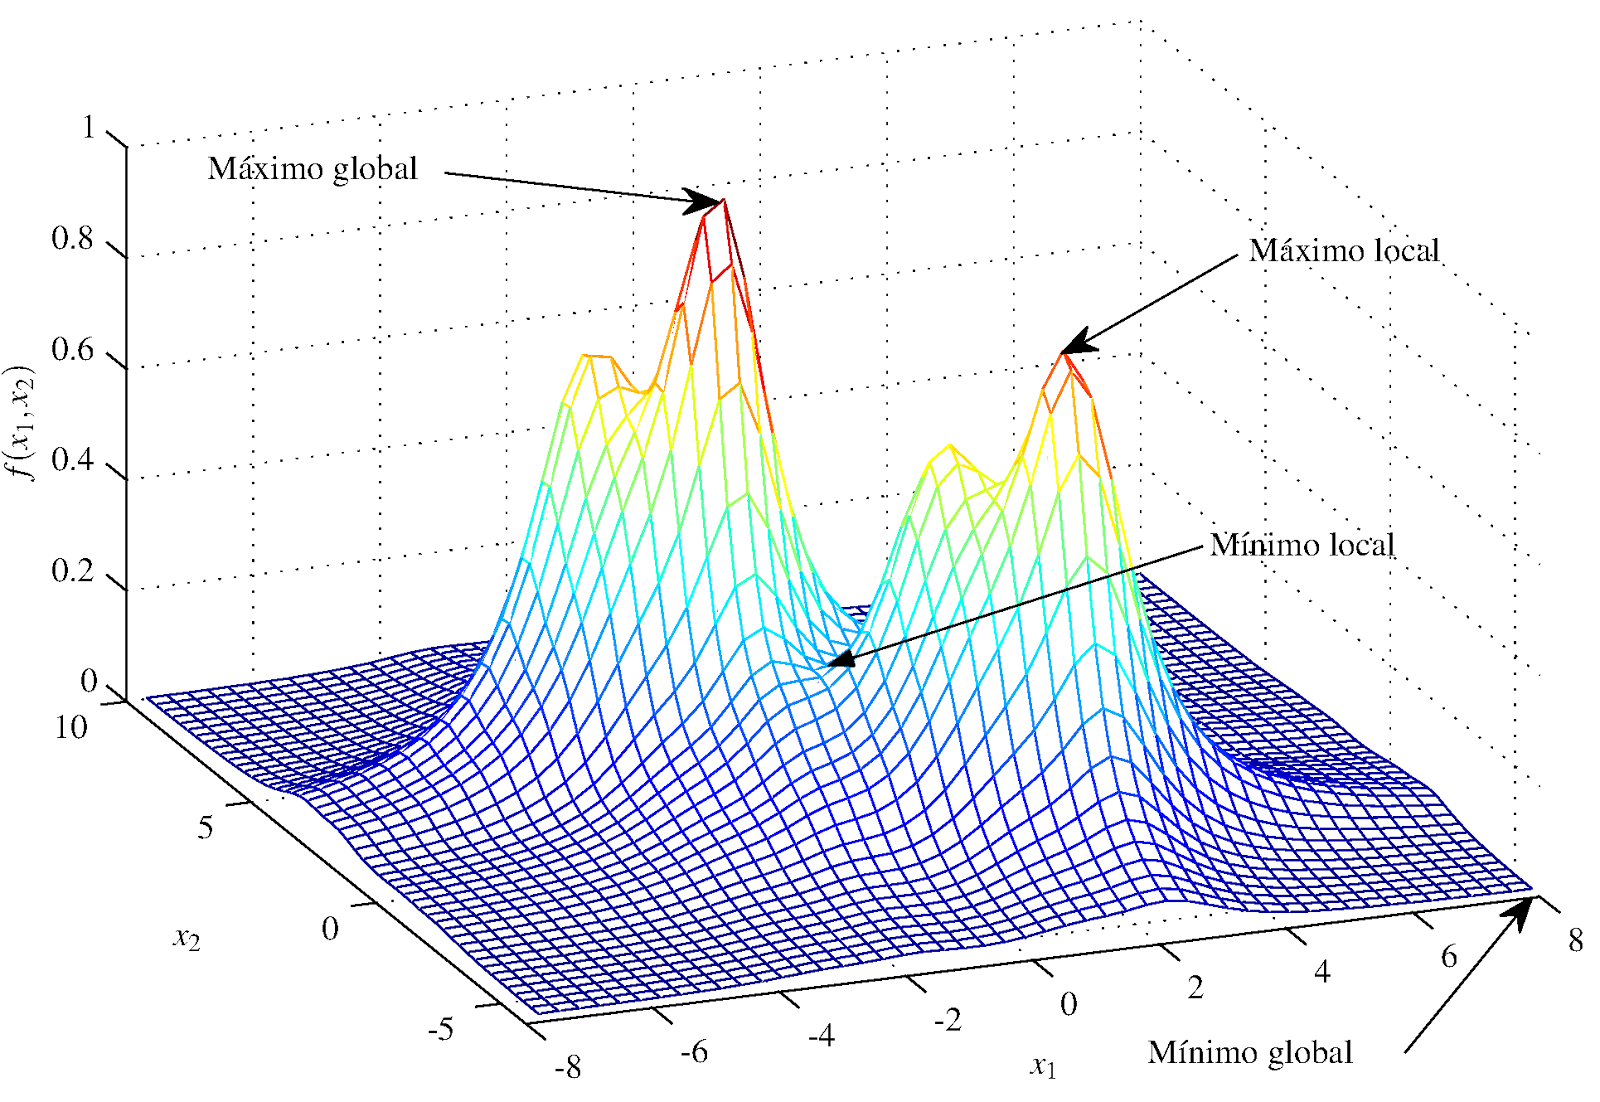 1
Máximo global
0.8
Máximo local
0.6
f(x₁, x₂)
0.4
Mínimo local
0.2
0
10
5
x₂
0
-5
-8
-6
-4
-2
0
2
4
6
8
x₁
Mínimo global